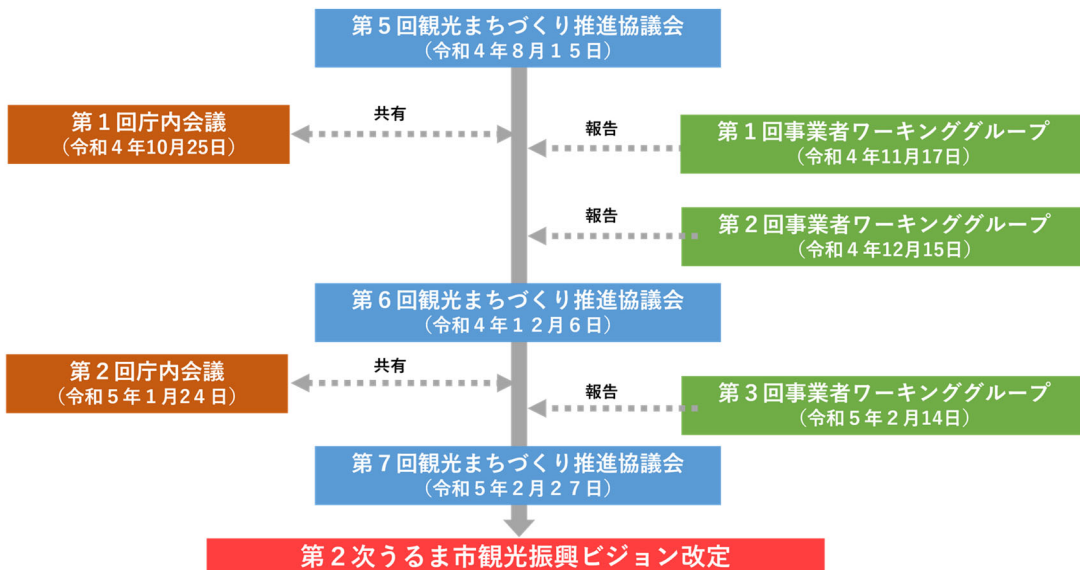 第５回観光まちづくり推進協議会
（令和４年８月１５日）
第１回庁内会議
（令和４年10月25日）
共有
報告
第１回事業者ワーキンググループ
（令和４年11月17日）
報告
第２回事業者ワーキンググループ
（令和４年12月15日）
第６回観光まちづくり推進協議会
（令和４年１２月６日）
第２回庁内会議
（令和５年１月２４日）
共有
報告
第３回事業者ワーキンググループ
（令和５年２月14日）
第７回観光まちづくり推進協議会
（令和５年２月２７日）
第２次うるま市観光振興ビジョン改定